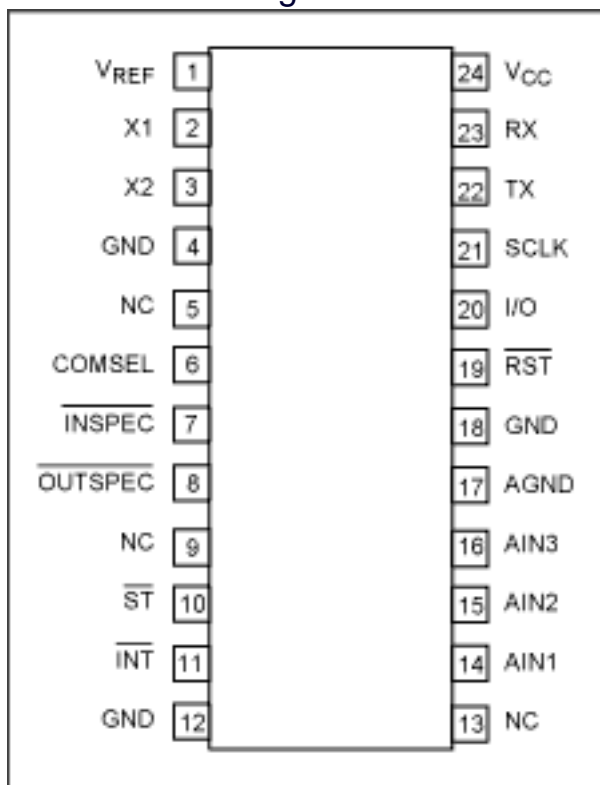 VREF 1 24 VCC
X1 2 23 RX
X2 3 22 TX
GND 4 21 SCLK
NC 5 20 I/O
COMSEL 6 19 RST
INSPEC 7 18 GND
OUTSPEC 8 17 AGND
NC 9 16 AIN3
ST 10 15 AIN2
INT 11 14 AIN1
GND 12 13 NC